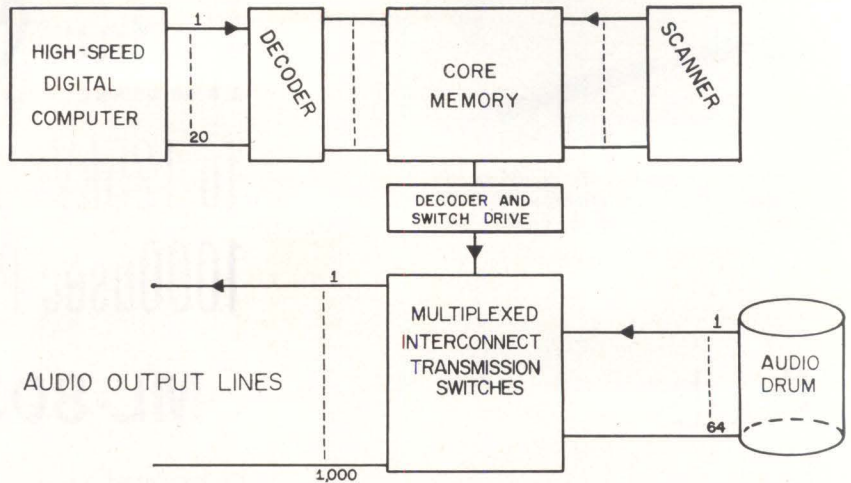 HIGH-SPEED
DIGITAL
COMPUTER
1
20
DECODER
CORE
MEMORY
SCANNER
DECODER AND
SWITCH DRIVE
1
AUDIO OUTPUT LINES
1,000
MULTIPLEXED
INTERCONNECT
TRANSMISSION
SWITCHES
1
64
AUDIO
DRUM